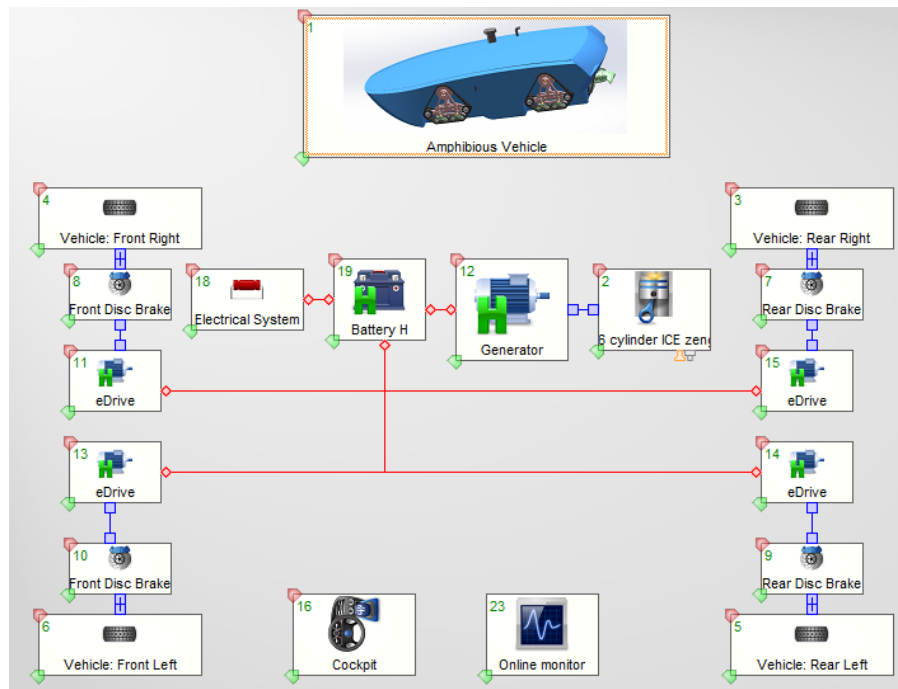 1
Amphibious Vehicle
4
Vehicle: Front Right
3
Vehicle: Rear Right
8
Front Disc Brake
18
Electrical System
19
Battery H
12
Generator
2
6 cylinder ICE zeng
7
Rear Disc Brake
11
eDrive
15
eDrive
13
eDrive
14
eDrive
10
Front Disc Brake
9
Rear Disc Brake
6
Vehicle: Front Left
16
Cockpit
23
Online monitor
5
Vehicle: Rear Left